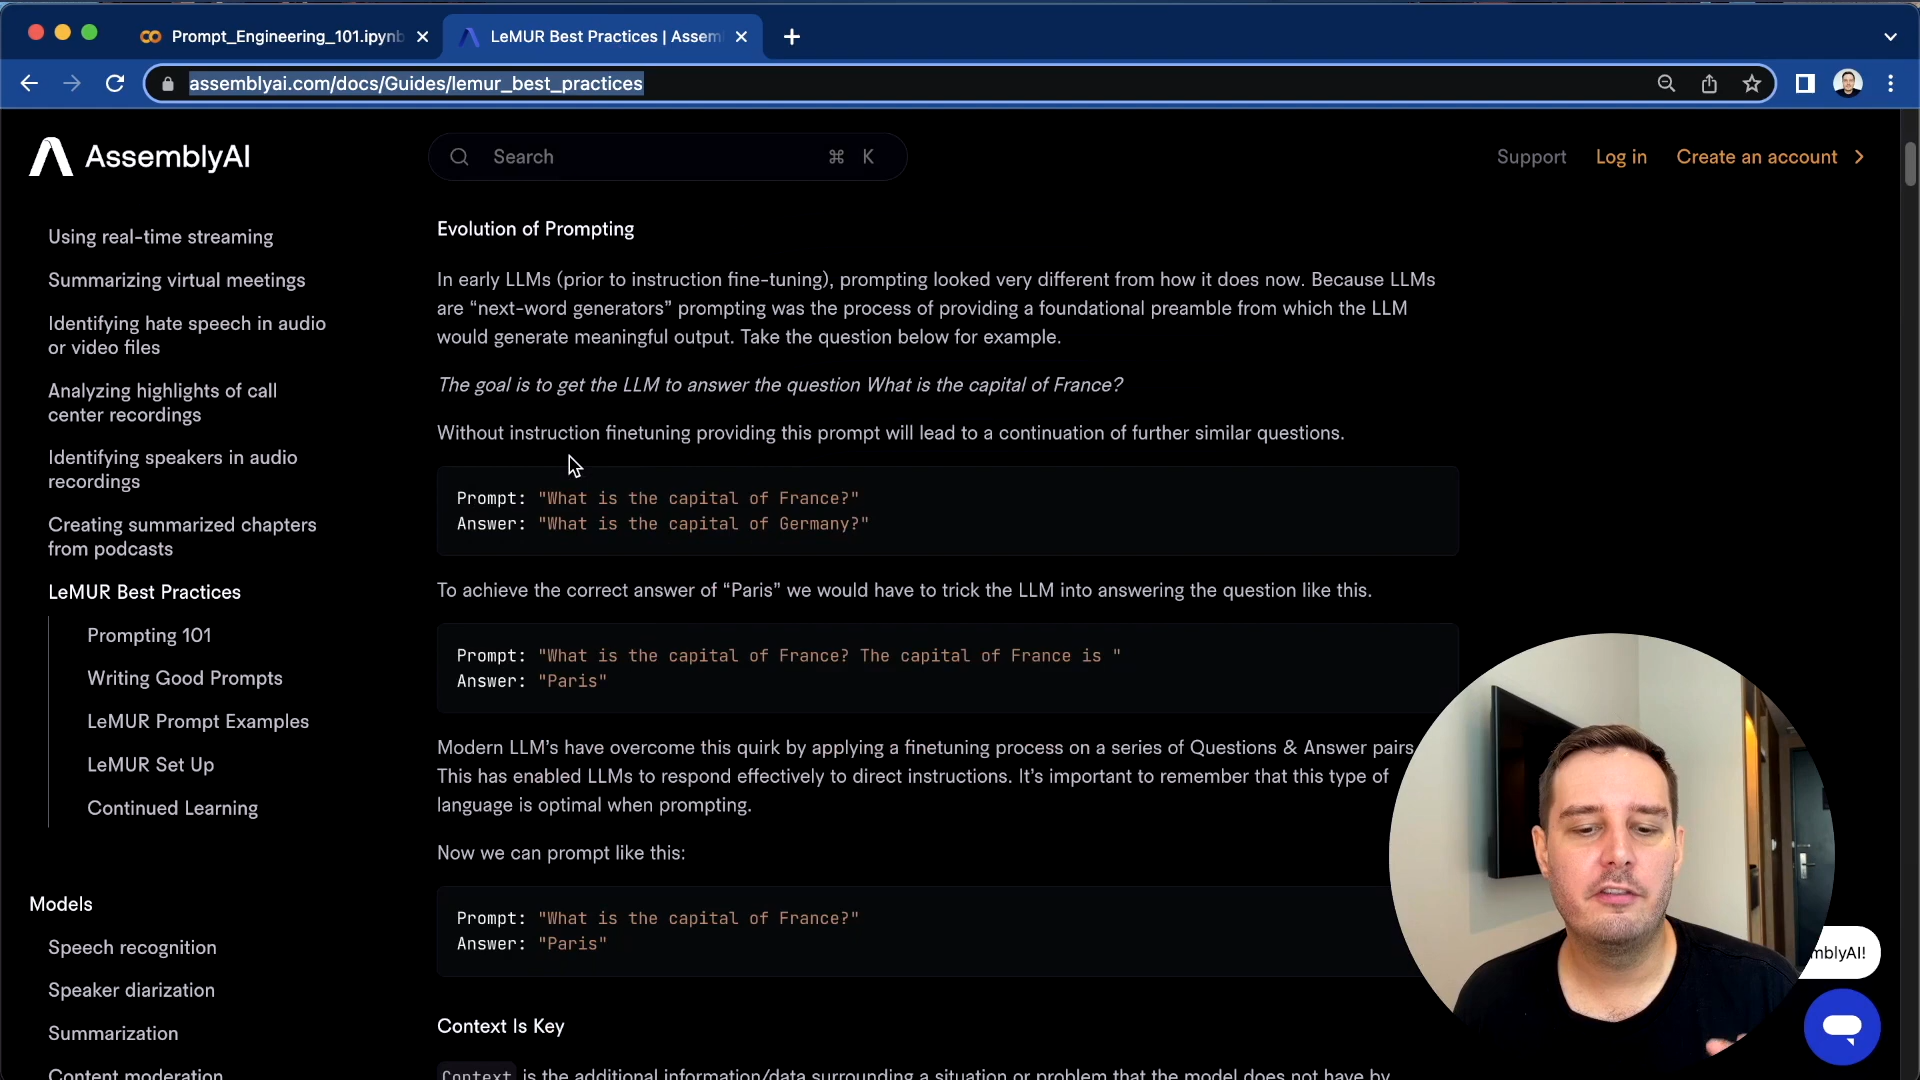 Prompt_Engineering_101.ipynb
LeMUR Best Practices | Assem
assemblyai.com/docs/Guides/lemur_best_practices
AssemblyAI
Search
⌘ K
Support
Log in
Create an account
Using real-time streaming
Summarizing virtual meetings
Identifying hate speech in audio
or video files
Analyzing highlights of call
center recordings
Identifying speakers in audio
recordings
Creating summarized chapters
from podcasts
LeMUR Best Practices
Prompting 101
Writing Good Prompts
LeMUR Prompt Examples
LeMUR Set Up
Continued Learning
Models
Speech recognition
Speaker diarization
Summarization
Content moderation
Evolution of Prompting
In early LLMs (prior to instruction fine-tuning), prompting looked very different from how it does now. Because LLMs
are “next-word generators” prompting was the process of providing a foundational preamble from which the LLM
would generate meaningful output. Take the question below for example.
The goal is to get the LLM to answer the question What is the capital of France?
Without instruction finetuning providing this prompt will lead to a continuation of further similar questions.
Prompt: "What is the capital of France?"
Answer: "What is the capital of Germany?"
To achieve the correct answer of “Paris” we would have to trick the LLM into answering the question like this.
Prompt: "What is the capital of France? The capital of France is "
Answer: "Paris"
Modern LLM’s have overcome this quirk by applying a finetuning process on a series of Questions & Answer pairs
This has enabled LLMs to respond effectively to direct instructions. It’s important to remember that this type of
language is optimal when prompting.
Now we can prompt like this:
Prompt: "What is the capital of France?"
Answer: "Paris"
Context Is Key
Context is the additional information/data surrounding a situation or problem that the model does not have by
mblyAI!